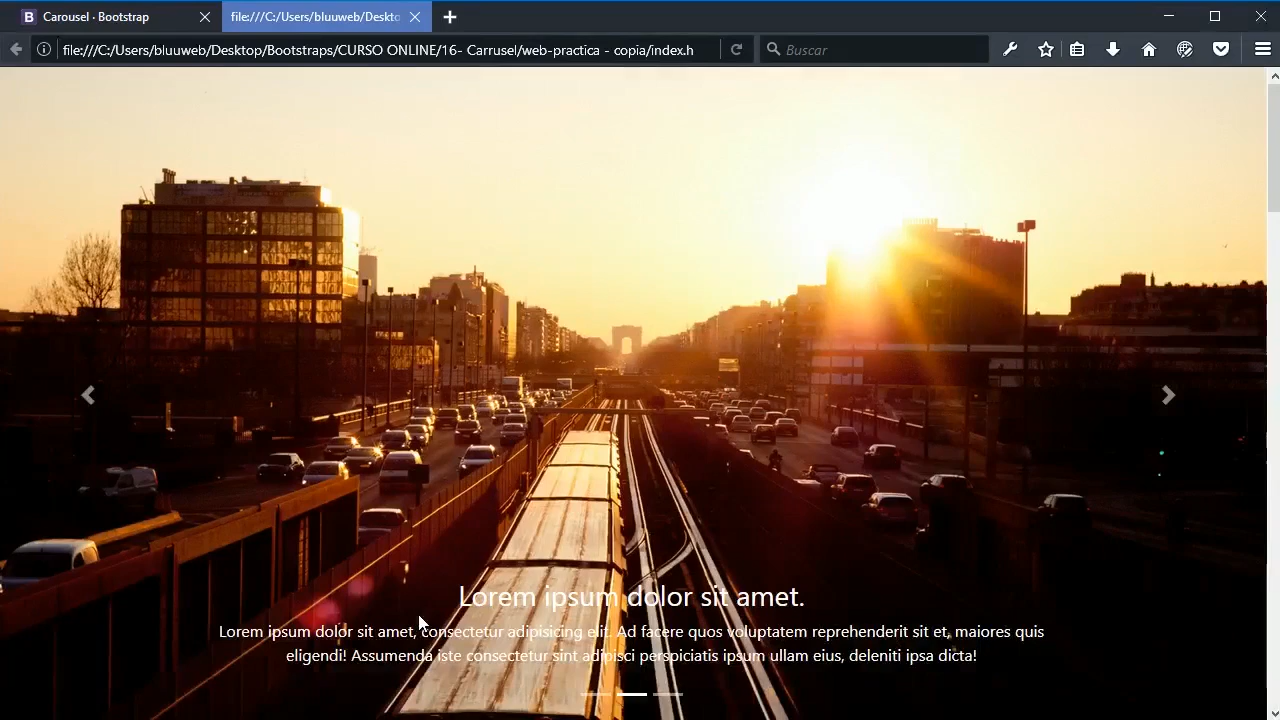 Carousel · Bootstrap
file:///C:/Users/bluuweb/Deskto
file:///C:/Users/bluuweb/Desktop/Bootstraps/CURSO ONLINE/16- Carrusel/web-practica - copia/index.h
Buscar
Lorem ipsum dolor sit amet.
Lorem ipsum dolor sit amet, consectetur adipisicing elit. Ad facere quos voluptatem reprehenderit sit et, maiores quis
eligendi! Assumenda iste consectetur sint adipisci perspiciatis ipsum ullam eius, deleniti ipsa dicta!